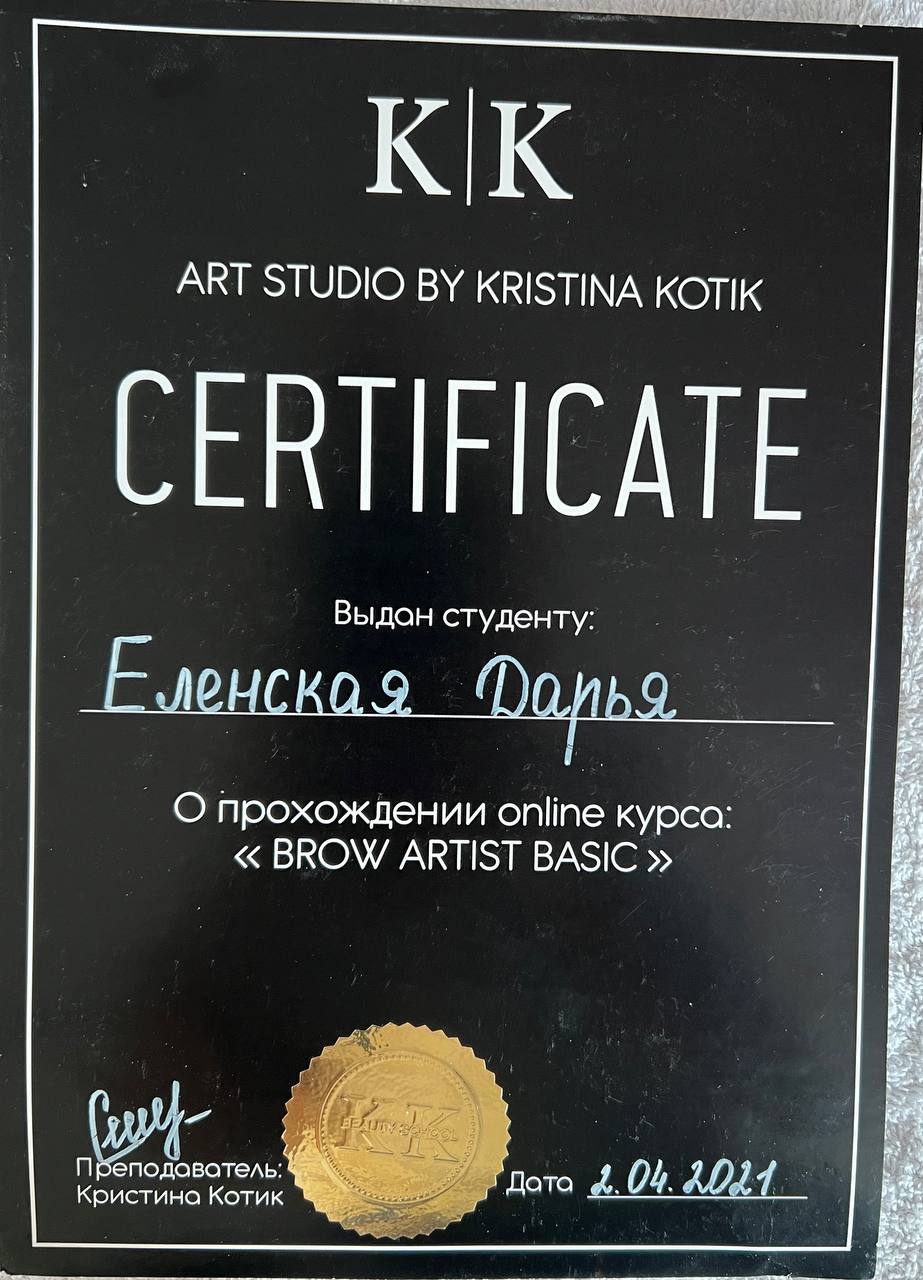 K|K
ART STUDIO BY KRISTINA KOTIK
CERTIFICATE
Выдан студенту:
Еленская Дарья
О прохождении online курса:
« BROW ARTIST BASIC »
KK
BEAUTY SCHOOL
Преподаватель:
Кристина Котик
Дата 2.04.2021